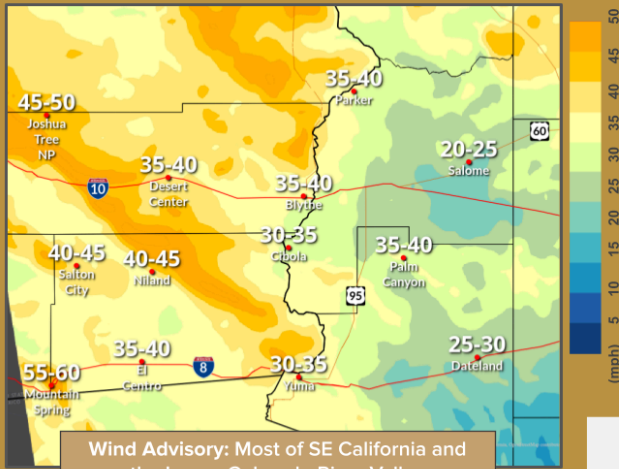 35-40
Parker
45-50
Joshua
Tree
NP
60
20-25
Salome
35-40
Desert
Center
10
35-40
Blythe
30-35
Cibola
35-40
Palm
Canyon
40-45
Salton
City
40-45
Niland
95
35-40
El
Centro
8
30-35
Yuma
25-30
Dateland
55-60
Mountain
Spring
50
45
40
35
30
25
20
15
10
5
(mph)
Wind Advisory: Most of SE California and